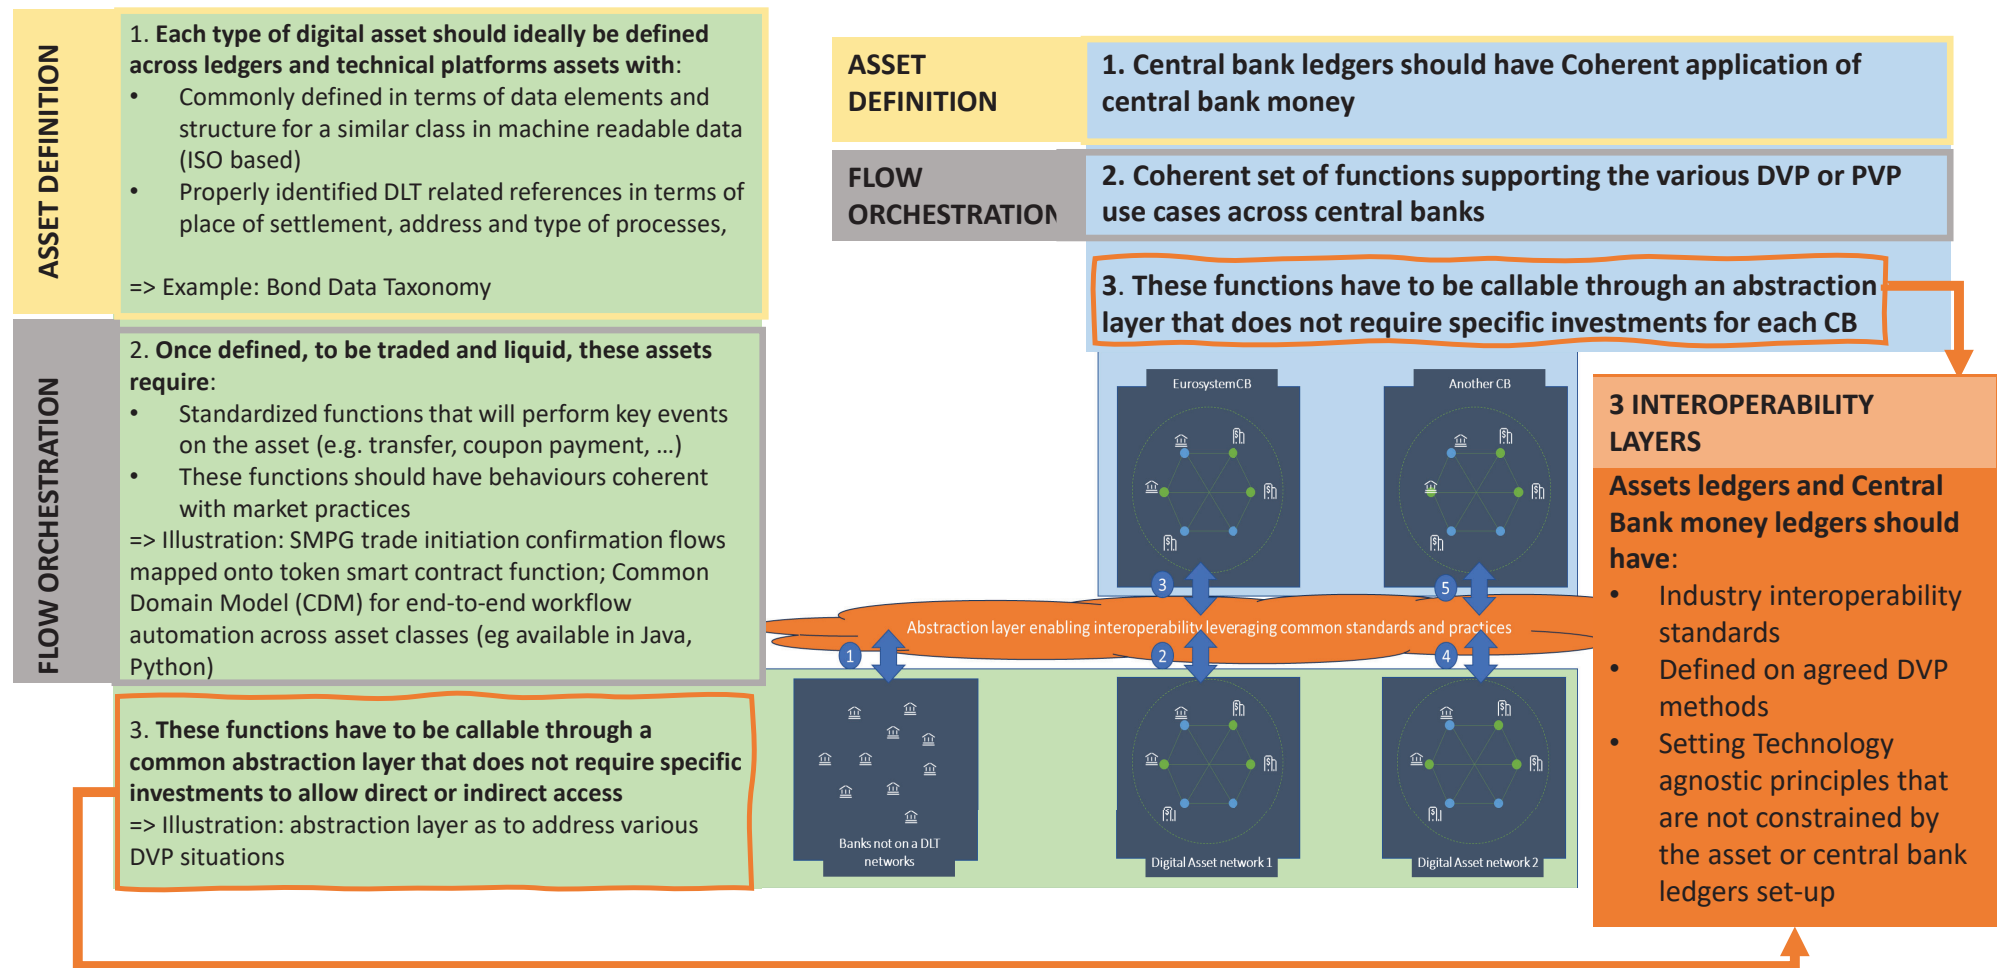 ASSET DEFINITION
1. Each type of digital asset should ideally be defined
across ledgers and technical platforms assets with:
• Commonly defined in terms of data elements and
structure for a similar class in machine readable data
(ISO based)
• Properly identified DLT related references in terms of
place of settlement, address and type of processes,
=> Example: Bond Data Taxonomy
FLOW ORCHESTRATION
2. Once defined, to be traded and liquid, these assets
require:
• Standardized functions that will perform key events
on the asset (e.g. transfer, coupon payment, …)
• These functions should have behaviours coherent
with market practices
=> Illustration: SMPG trade initiation confirmation flows
mapped onto token smart contract function; Common
Domain Model (CDM) for end-to-end workflow
automation across asset classes (eg available in Java,
Python)
3. These functions have to be callable through a
common abstraction layer that does not require specific
investments to allow direct or indirect access
=> Illustration: abstraction layer as to address various
DVP situations
ASSET
DEFINITION
1. Central bank ledgers should have Coherent application of
central bank money
FLOW
ORCHESTRATION
2. Coherent set of functions supporting the various DVP or PVP
use cases across central banks
3. These functions have to be callable through an abstraction
layer that does not require specific investments for each CB
Eurosystem CB
Another CB
3
5
Abstraction layer enabling interoperability leveraging common standards and practices
1
2
4
Banks not on a DLT
networks
Digital Asset network 1
Digital Asset network 2
3 INTEROPERABILITY
LAYERS
Assets ledgers and Central
Bank money ledgers should
have:
• Industry interoperability
standards
• Defined on agreed DVP
methods
• Setting Technology
agnostic principles that
are not constrained by
the asset or central bank
ledgers set-up